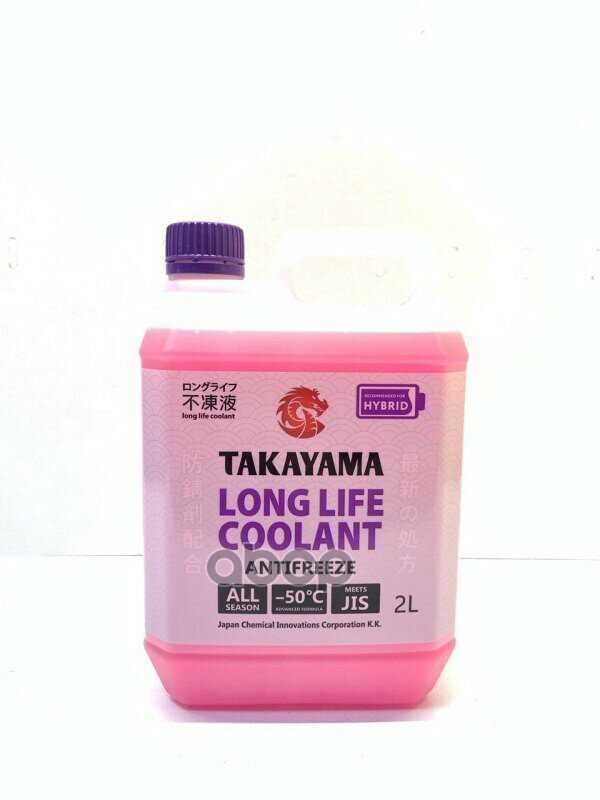 ロングライフ
不凍液
long life coolant
RECOMMENDED FOR
HYBRID
TAKAYAMA
防錆剤配合
最新の処方
LONG LIFE
COOLANT
ANTIFREEZE
abop
ALL
SEASON
–50°C
ADVANCED FORMULA
MEETS
JIS
2L
Japan Chemical Innovations Corporation K.K.